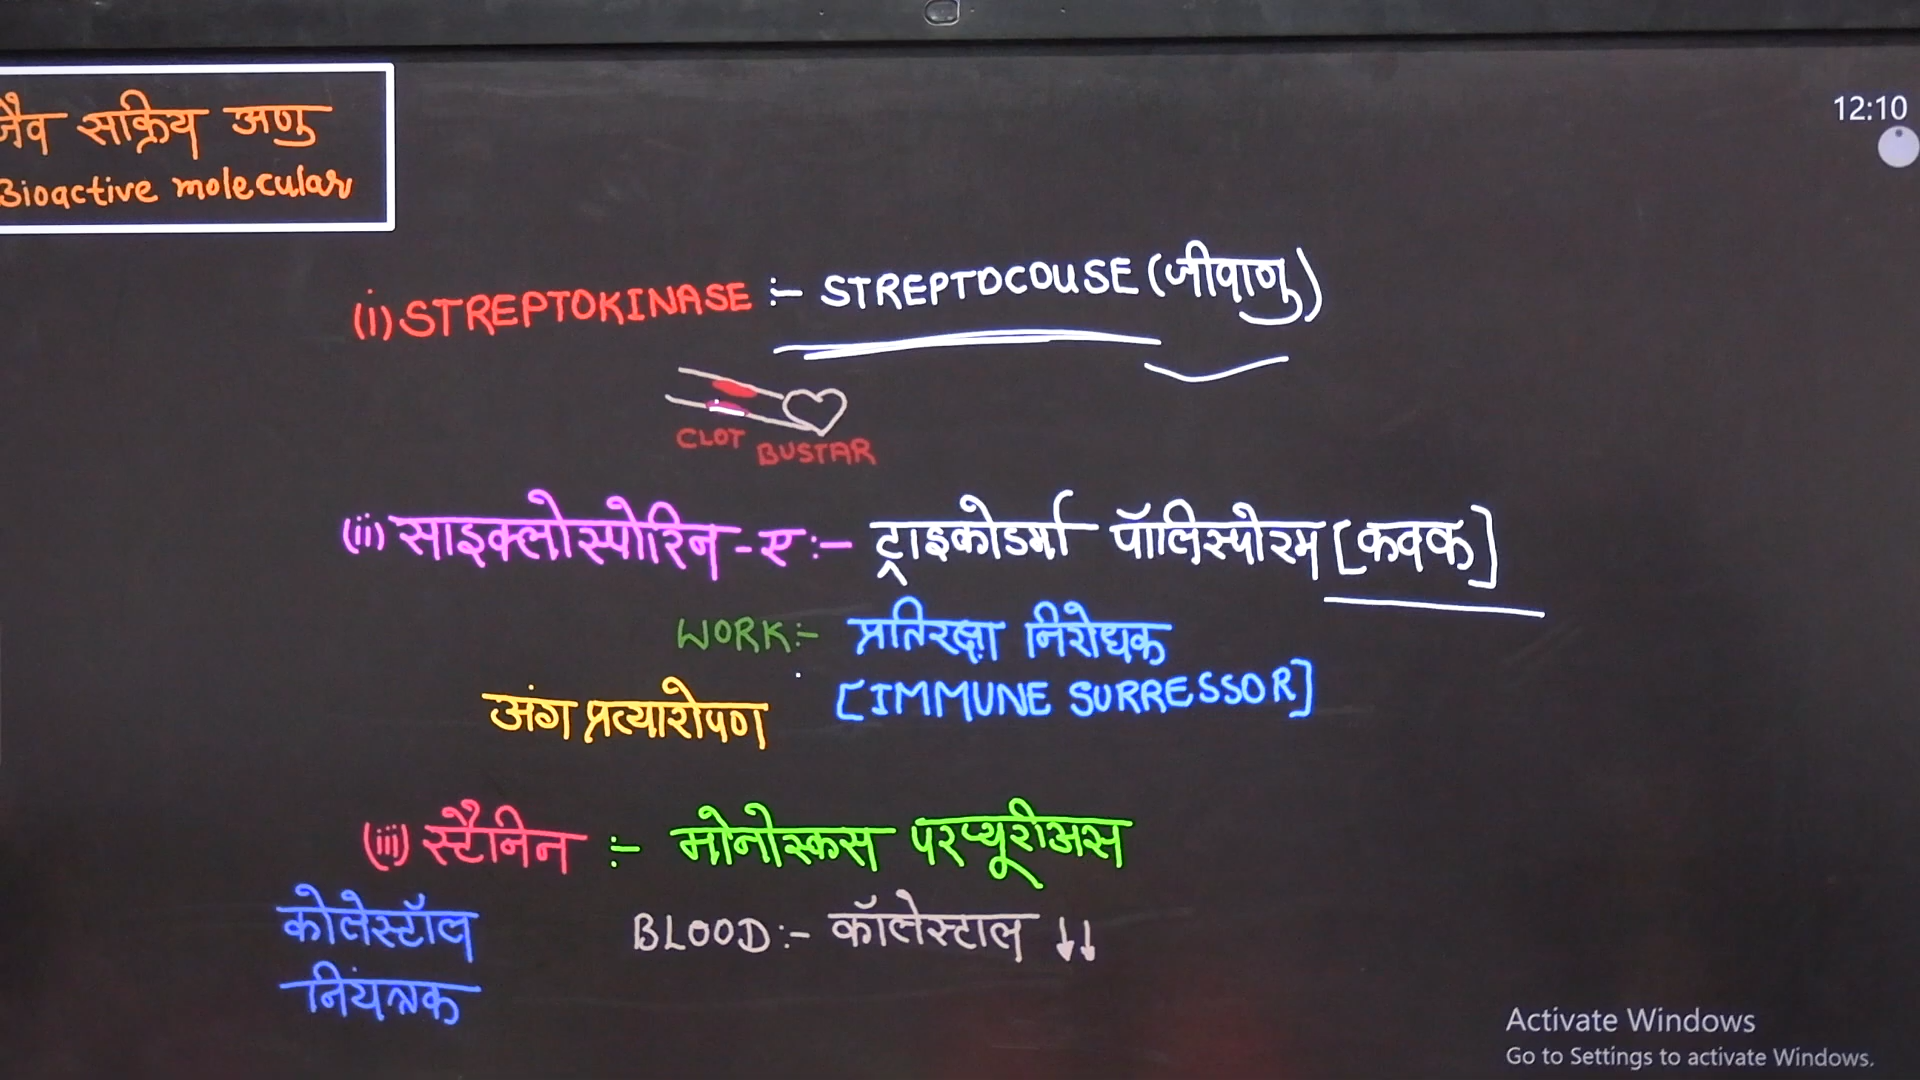 जैव सक्रिय अणु
Bioactive molecular
12:10
(i) STREPTOKINASE :- STREPTOCOUSE (जीवाणु)
CLOT BUSTAR
(ii) साइक्लोस्पोरिन - ए :- ट्राइकोडर्मा पॉलिस्पोरम [कवक]
WORK :- प्रतिरक्षा निरोधक
[IMMUNE SURRESSOR]
अंग प्रत्यारोपण
(iii) स्टैनिन :- मोनोस्कस परप्यूरीअस
कोलेस्टॉल BLOOD :- कॉलेस्टाल ↓↓
नियंत्रक
Activate Windows
Go to Settings to activate Windows.